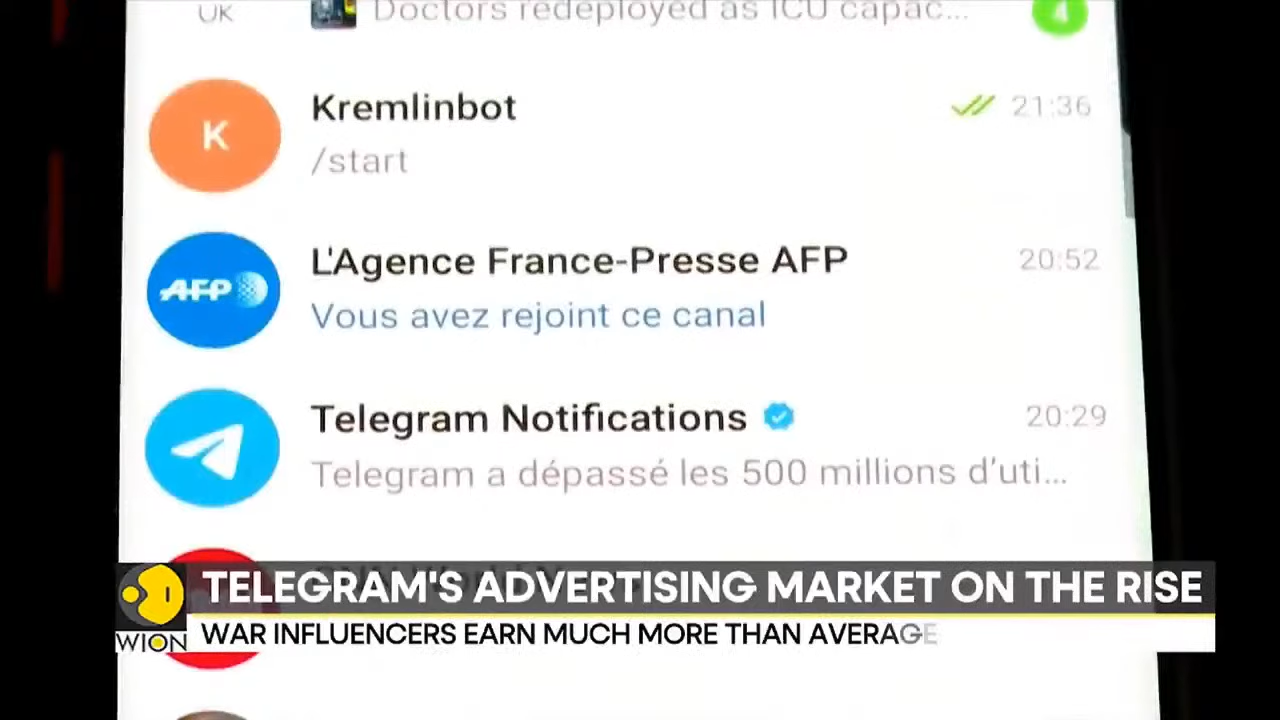 UK
Doctors redeployed as ICU capac...
4
K
Kremlinbot
21:36
/start
AFP
L'Agence France-Presse AFP
20:52
Vous avez rejoint ce canal
Telegram Notifications
20:29
Telegram a dépassé les 500 millions d'uti...
TELEGRAM'S ADVERTISING MARKET ON THE RISE
WION
WAR INFLUENCERS EARN MUCH MORE THAN AVERAGE